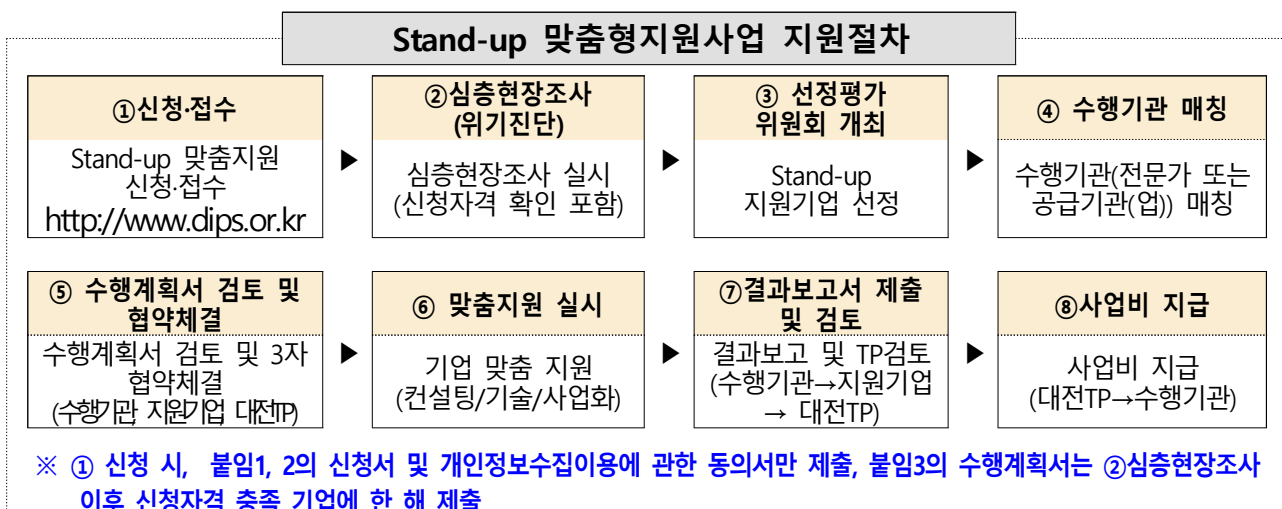 Stand-up 맞춤형지원사업 지원절차
①신청·접수
Stand-up 맞춤지원
신청·접수
http://www.dips.or.kr
▶
②심층현장조사
(위기진단)
심층현장조사 실시
(신청자격 확인 포함)
▶
③ 선정평가
위원회 개최
Stand-up
지원기업 선정
▶
④ 수행기관 매칭
수행기관(전문가 또는
공급기관(업)) 매칭
⑤ 수행계획서 검토 및
협약체결
수행계획서 검토 및 3자
협약체결
(수행기관, 지원기업, 대전TP)
▶
⑥ 맞춤지원 실시
기업 맞춤 지원
(컨설팅/기술/사업화)
▶
⑦결과보고서 제출
및 검토
결과보고 및 TP검토
(수행기관→지원기업
→ 대전TP)
▶
⑧사업비 지급
사업비 지급
(대전TP→수행기관)
※ ① 신청 시, 붙임1, 2의 신청서 및 개인정보수집이용에 관한 동의서만 제출, 붙임3의 수행계획서는 ②심층현장조사
이후 신청자격 충족 기업에 한 해 제출